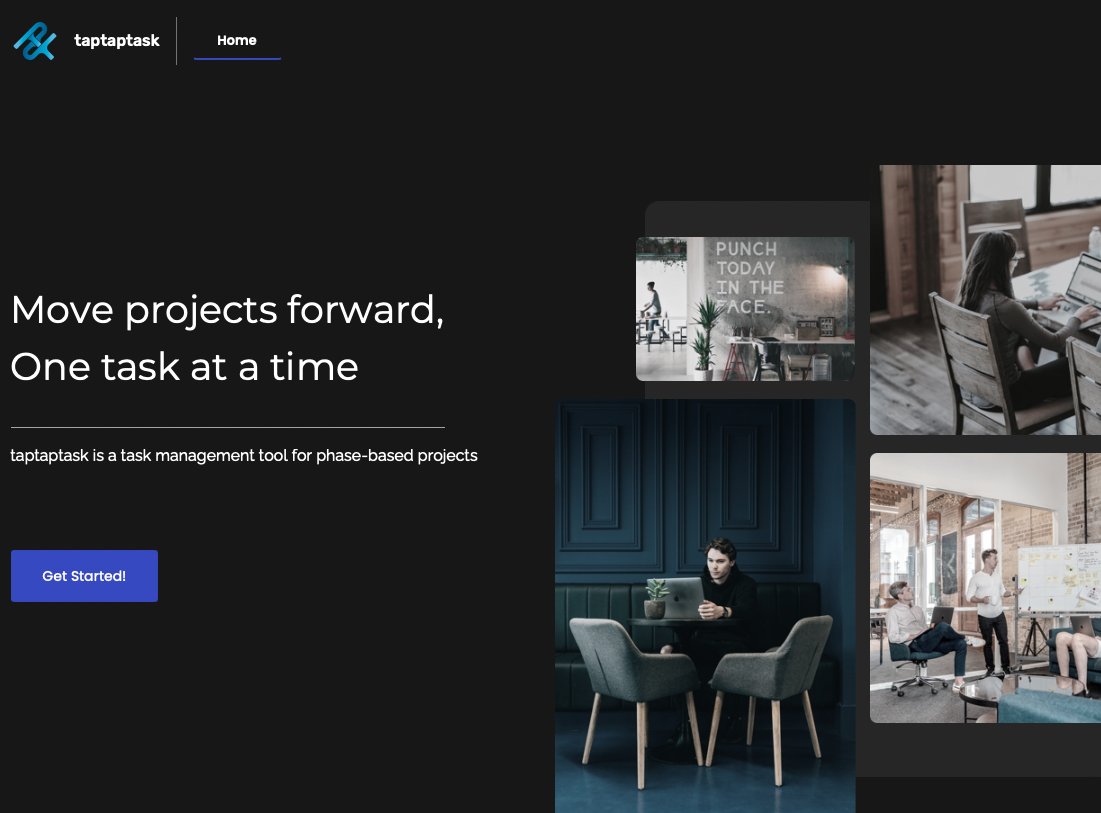 taptaptask
Home
PUNCH
TODAY
IN THE
FACE.
Move projects forward,
One task at a time
taptaptask is a task management tool for phase-based projects
Get Started!